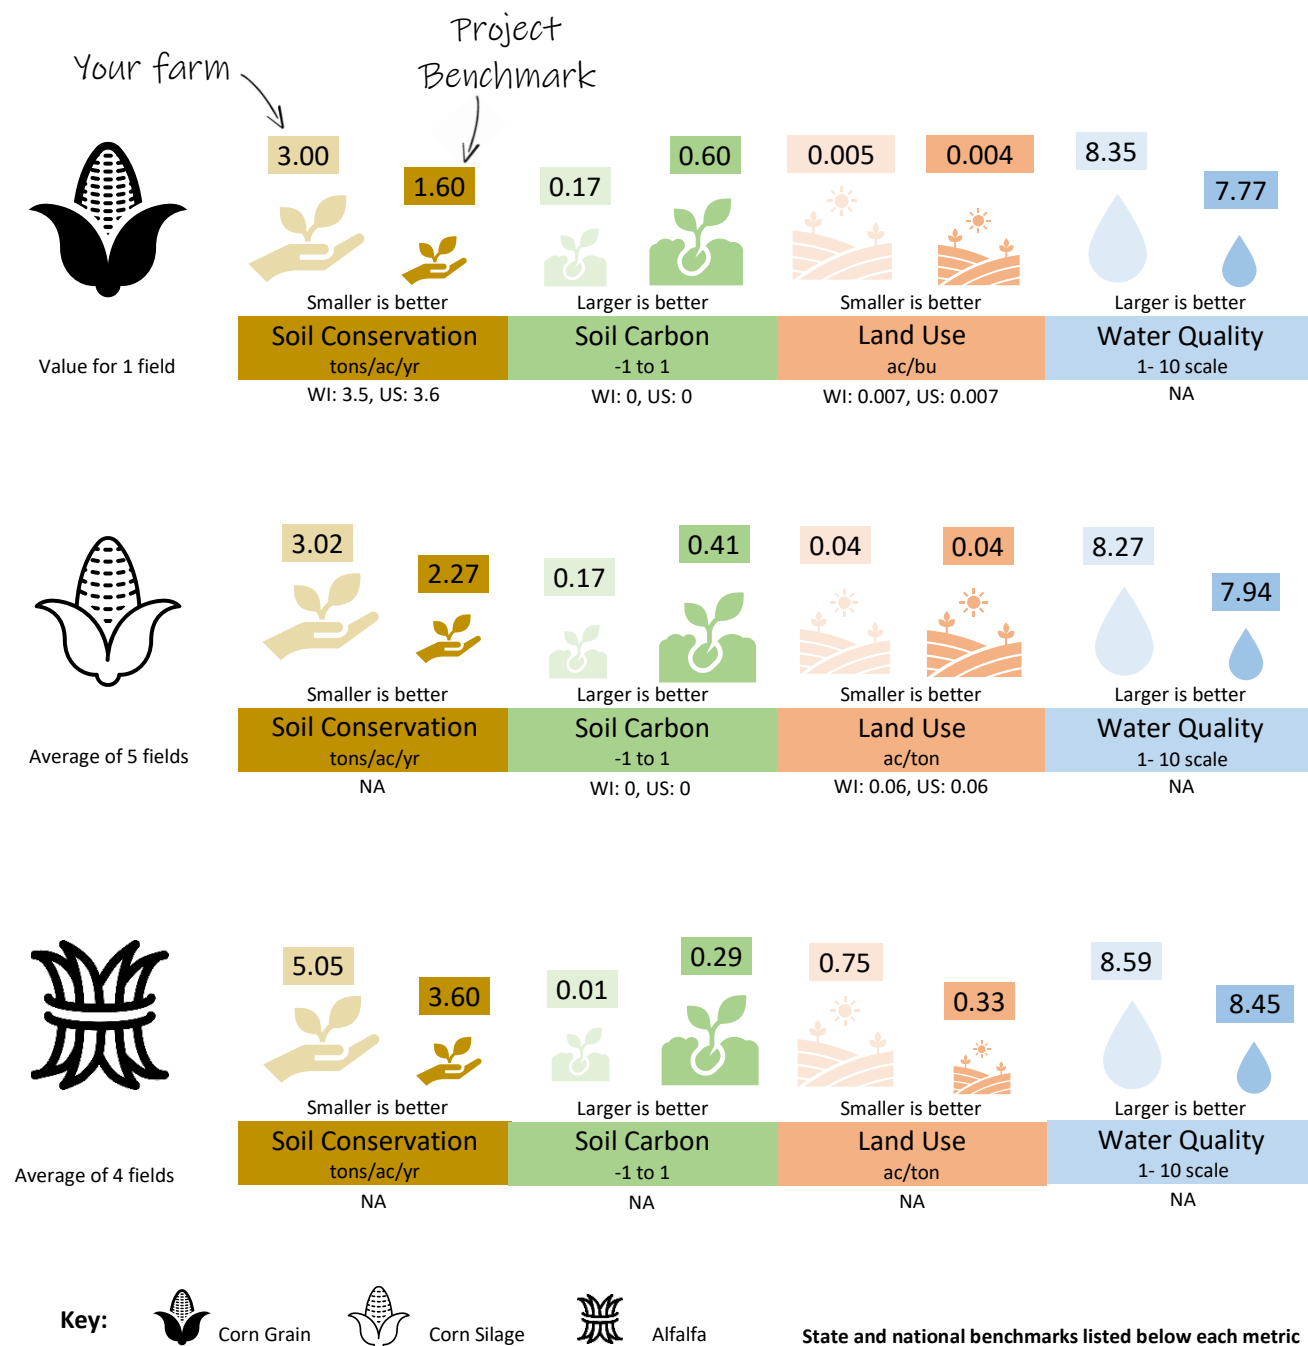 Your farm
Project
Benchmark
3.00
1.60
0.17
0.60
0.005
0.004
8.35
7.77
Smaller is better
Larger is better
Smaller is better
Larger is better
Value for 1 field
Soil Conservation
tons/ac/yr
Soil Carbon
-1 to 1
Land Use
ac/bu
Water Quality
1- 10 scale
WI: 3.5, US: 3.6
WI: 0, US: 0
WI: 0.007, US: 0.007
NA
3.02
2.27
0.17
0.41
0.04
0.04
8.27
7.94
Smaller is better
Larger is better
Smaller is better
Larger is better
Average of 5 fields
Soil Conservation
tons/ac/yr
Soil Carbon
-1 to 1
Land Use
ac/ton
Water Quality
1- 10 scale
NA
WI: 0, US: 0
WI: 0.06, US: 0.06
NA
5.05
3.60
0.01
0.29
0.75
0.33
8.59
8.45
Smaller is better
Larger is better
Smaller is better
Larger is better
Average of 4 fields
Soil Conservation
tons/ac/yr
Soil Carbon
-1 to 1
Land Use
ac/ton
Water Quality
1- 10 scale
NA
NA
NA
NA
Key:
Corn Grain
Corn Silage
Alfalfa
State and national benchmarks listed below each metric